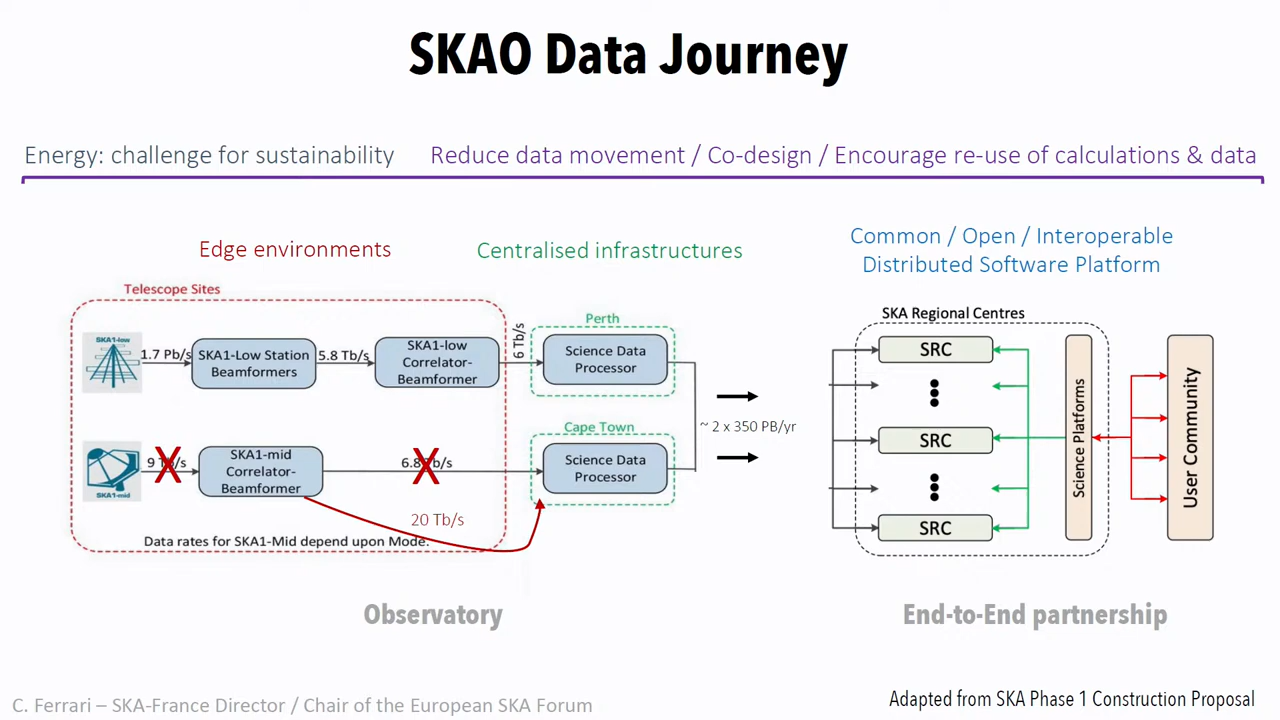 SKAO Data Journey
Energy: challenge for sustainability
Reduce data movement / Co-design / Encourage re-use of calculations & data
Edge environments
Centralised infrastructures
Common / Open / Interoperable
Distributed Software Platform
Telescope Sites
SKA1-low
1.7 Pb/s
SKA1-Low Station
Beamformers
5.8 Tb/s
SKA1-low
Correlator-
Beamformer
6 Tb/s
Perth
Science Data
Processor
SKA1-mid
9 Tb/s
X
SKA1-mid
Correlator-
Beamformer
6.8 Tb/s
X
Cape Town
Science Data
Processor
20 Tb/s
Data rates for SKA1-Mid depend upon Mode.
~ 2 x 350 PB/yr
SKA Regional Centres
SRC
SRC
SRC
Science Platforms
User Community
Observatory
End-to-End partnership
C. Ferrari – SKA-France Director / Chair of the European SKA Forum
Adapted from SKA Phase 1 Construction Proposal